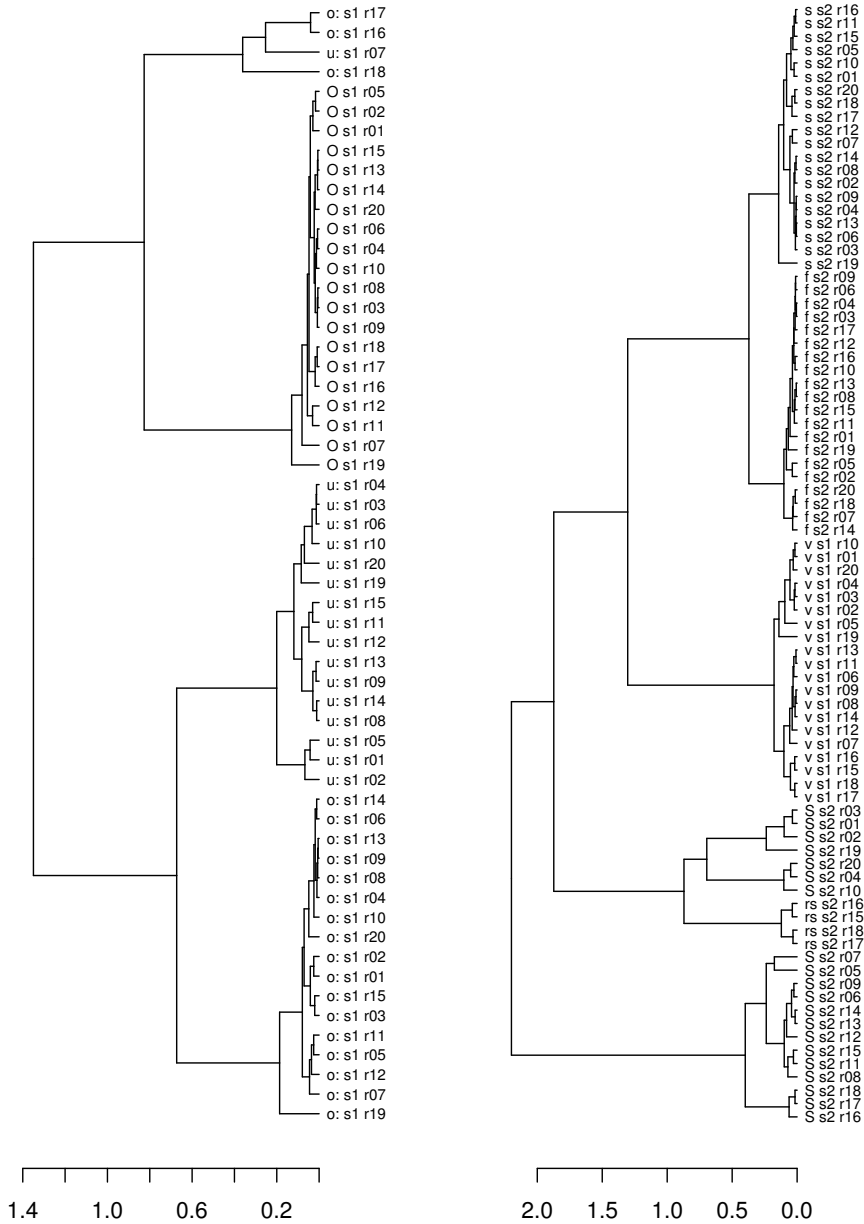 o: s1 r17
o: s1 r16
u: s1 r07
o: s1 r18
O s1 r05
O s1 r02
O s1 r01
O s1 r15
O s1 r13
O s1 r14
O s1 r20
O s1 r06
O s1 r04
O s1 r10
O s1 r08
O s1 r03
O s1 r09
O s1 r18
O s1 r17
O s1 r16
O s1 r12
O s1 r11
O s1 r07
O s1 r19
u: s1 r04
u: s1 r03
u: s1 r06
u: s1 r10
u: s1 r20
u: s1 r19
u: s1 r15
u: s1 r11
u: s1 r12
u: s1 r13
u: s1 r09
u: s1 r14
u: s1 r08
u: s1 r05
u: s1 r01
u: s1 r02
o: s1 r14
o: s1 r06
o: s1 r13
o: s1 r09
o: s1 r08
o: s1 r04
o: s1 r10
o: s1 r20
o: s1 r02
o: s1 r01
o: s1 r15
o: s1 r03
o: s1 r11
o: s1 r05
o: s1 r12
o: s1 r07
o: s1 r19
1.4 1.0 0.6 0.2
s s2 r16
s s2 r11
s s2 r15
s s2 r05
s s2 r10
s s2 r01
s s2 r20
s s2 r18
s s2 r17
s s2 r12
s s2 r07
s s2 r14
s s2 r08
s s2 r02
s s2 r09
s s2 r04
s s2 r13
s s2 r06
s s2 r03
s s2 r19
f s2 r09
f s2 r06
f s2 r04
f s2 r03
f s2 r17
f s2 r12
f s2 r16
f s2 r10
f s2 r13
f s2 r08
f s2 r15
f s2 r11
f s2 r01
f s2 r19
f s2 r05
f s2 r02
f s2 r20
f s2 r18
f s2 r07
f s2 r14
v s1 r10
v s1 r01
v s1 r20
v s1 r04
v s1 r03
v s1 r02
v s1 r05
v s1 r19
v s1 r13
v s1 r11
v s1 r06
v s1 r09
v s1 r08
v s1 r14
v s1 r12
v s1 r07
v s1 r16
v s1 r15
v s1 r18
v s1 r17
S s2 r03
S s2 r01
S s2 r02
S s2 r19
S s2 r20
S s2 r04
S s2 r10
rs s2 r16
rs s2 r15
rs s2 r18
rs s2 r17
S s2 r07
S s2 r05
S s2 r09
S s2 r06
S s2 r14
S s2 r13
S s2 r12
S s2 r15
S s2 r11
S s2 r08
S s2 r18
S s2 r17
S s2 r16
2.0 1.5 1.0 0.5 0.0